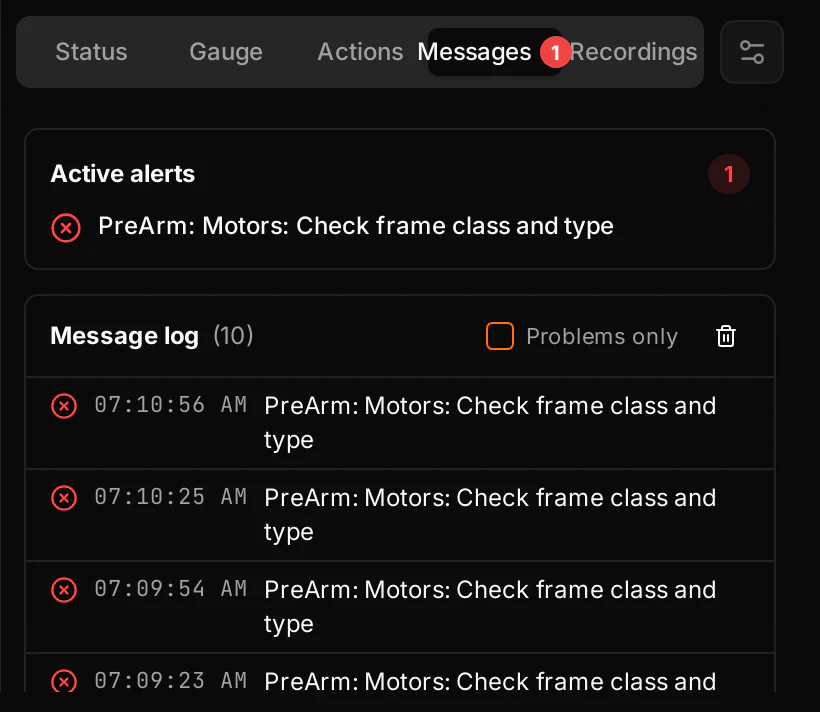 Status Gauge Actions Messages 1 Recordings
Active alerts 1
PreArm: Motors: Check frame class and type
Message log (10) Problems only
07:10:56 AM PreArm: Motors: Check frame class and
type
07:10:25 AM PreArm: Motors: Check frame class and
type
07:09:54 AM PreArm: Motors: Check frame class and
type
07:09:23 AM PreArm: Motors: Check frame class and